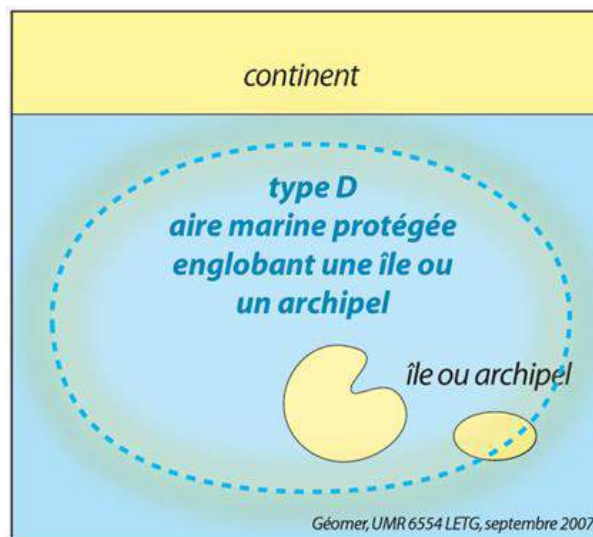 continent
type D
aire marine protégée
englobant une île ou
un archipel
île ou archipel
Géomer, UMR 6554 LETG, septembre 2007